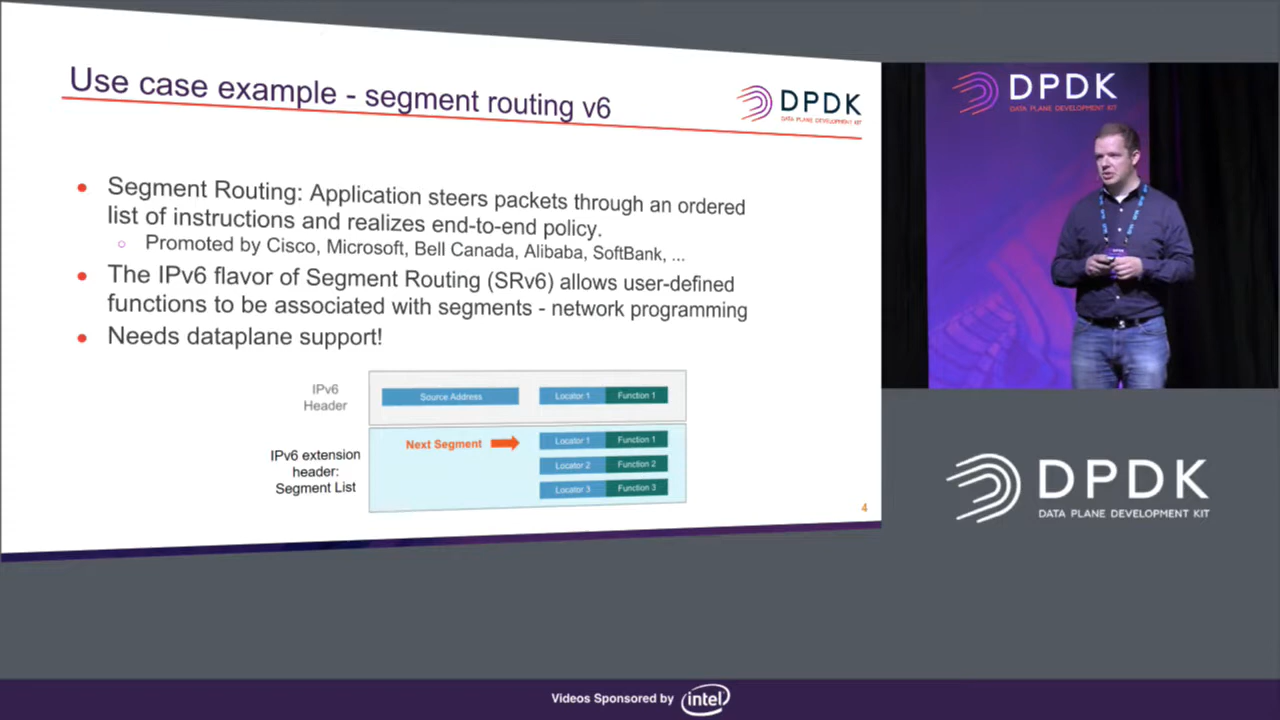 Use case example - segment routing v6
DPDK
DATA PLANE DEVELOPMENT KIT
• Segment Routing: Application steers packets through an ordered
list of instructions and realizes end-to-end policy.
○ Promoted by Cisco, Microsoft, Bell Canada, Alibaba, SoftBank, ...
• The IPv6 flavor of Segment Routing (SRv6) allows user-defined
functions to be associated with segments - network programming
• Needs dataplane support!
IPv6
Header
Source Address
Locator 1
Function 1
IPv6 extension
header:
Segment List
Next Segment
Locator 1
Function 1
Locator 2
Function 2
Locator 3
Function 3
4
DPDK
DATA PLANE DEVELOPMENT KIT
DPDK
DATA PLANE DEVELOPMENT KIT
Videos Sponsored by intel